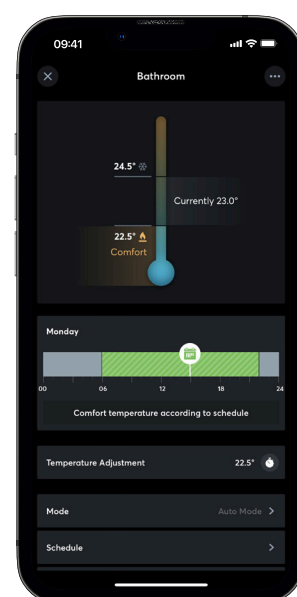 09:41
Bathroom
24.5°
Currently 23.0°
22.5°
Comfort
Monday
00 06 12 18 24
Comfort temperature according to schedule
Temperature Adjustment 22.5°
Mode Auto Mode >
Schedule >